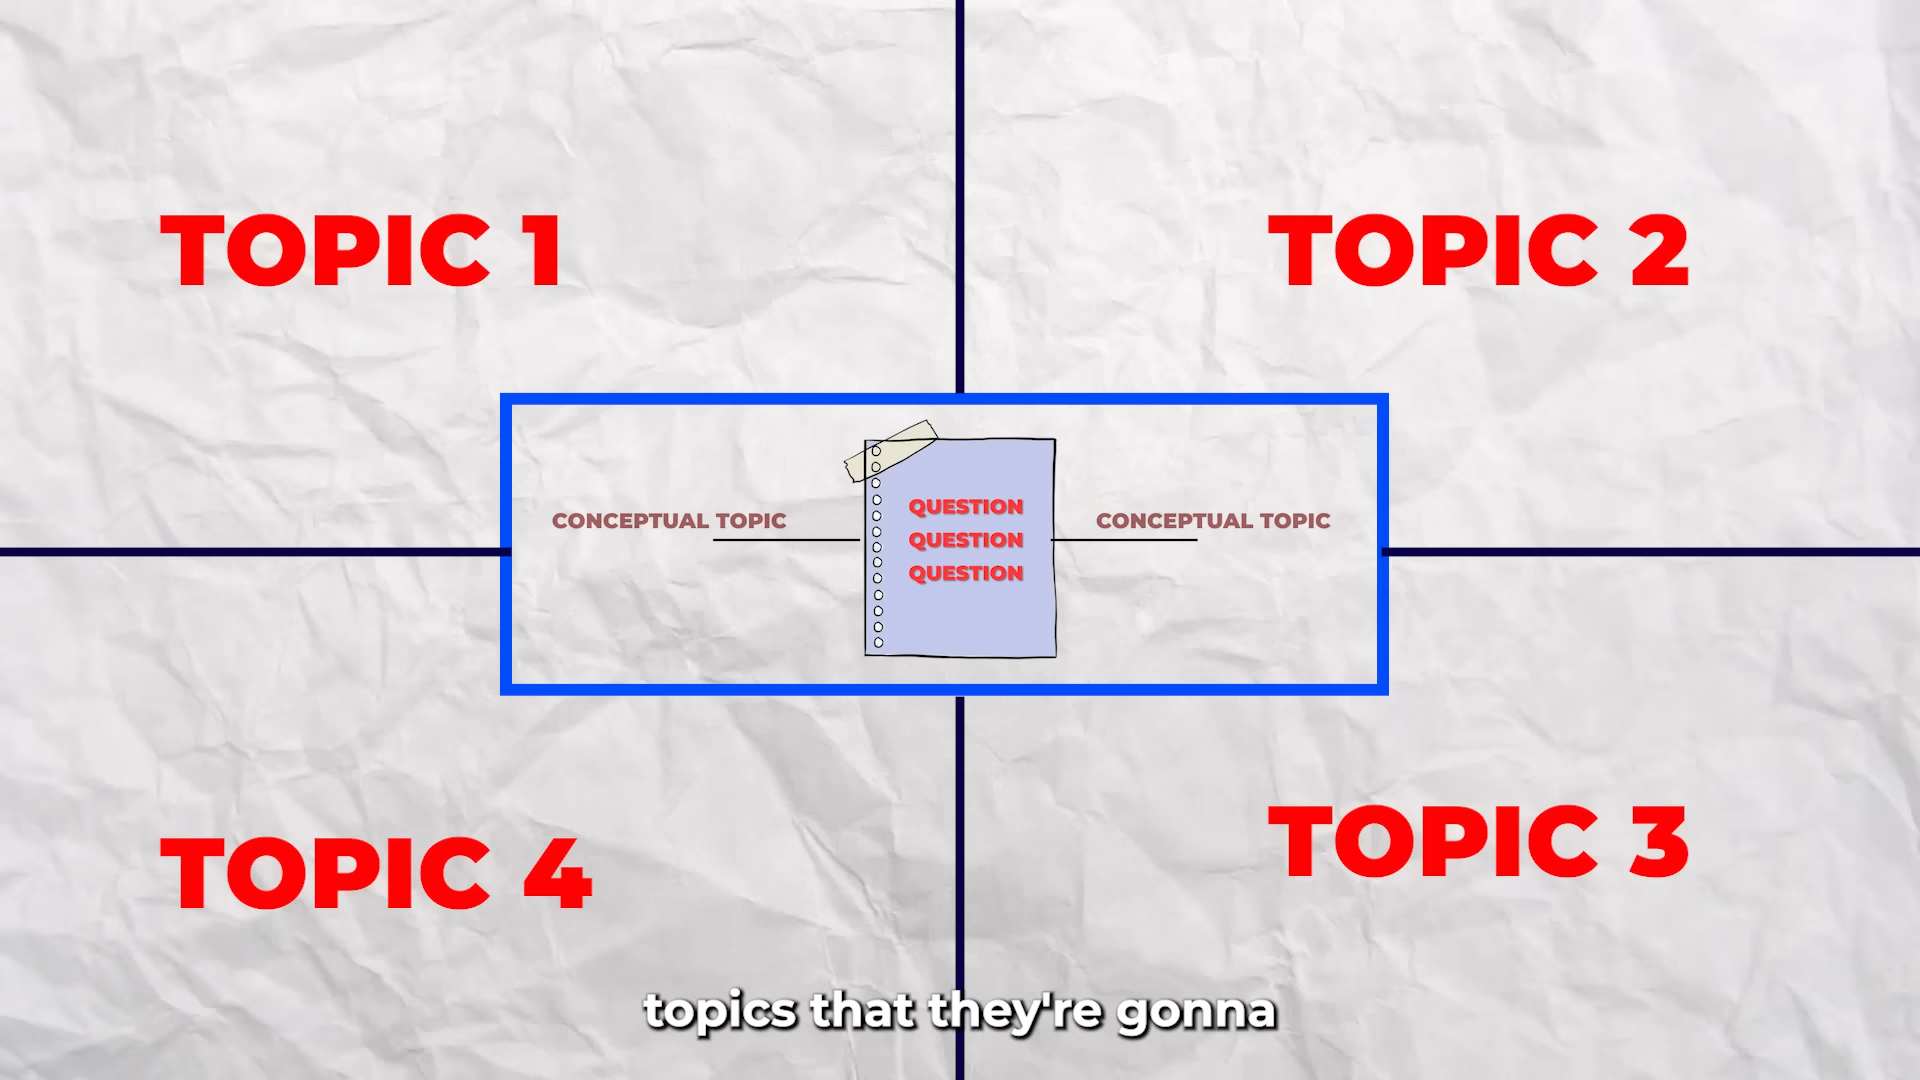 TOPIC 1
TOPIC 2
CONCEPTUAL TOPIC
QUESTION
QUESTION
QUESTION
CONCEPTUAL TOPIC
TOPIC 4
TOPIC 3
topics that they're gonna